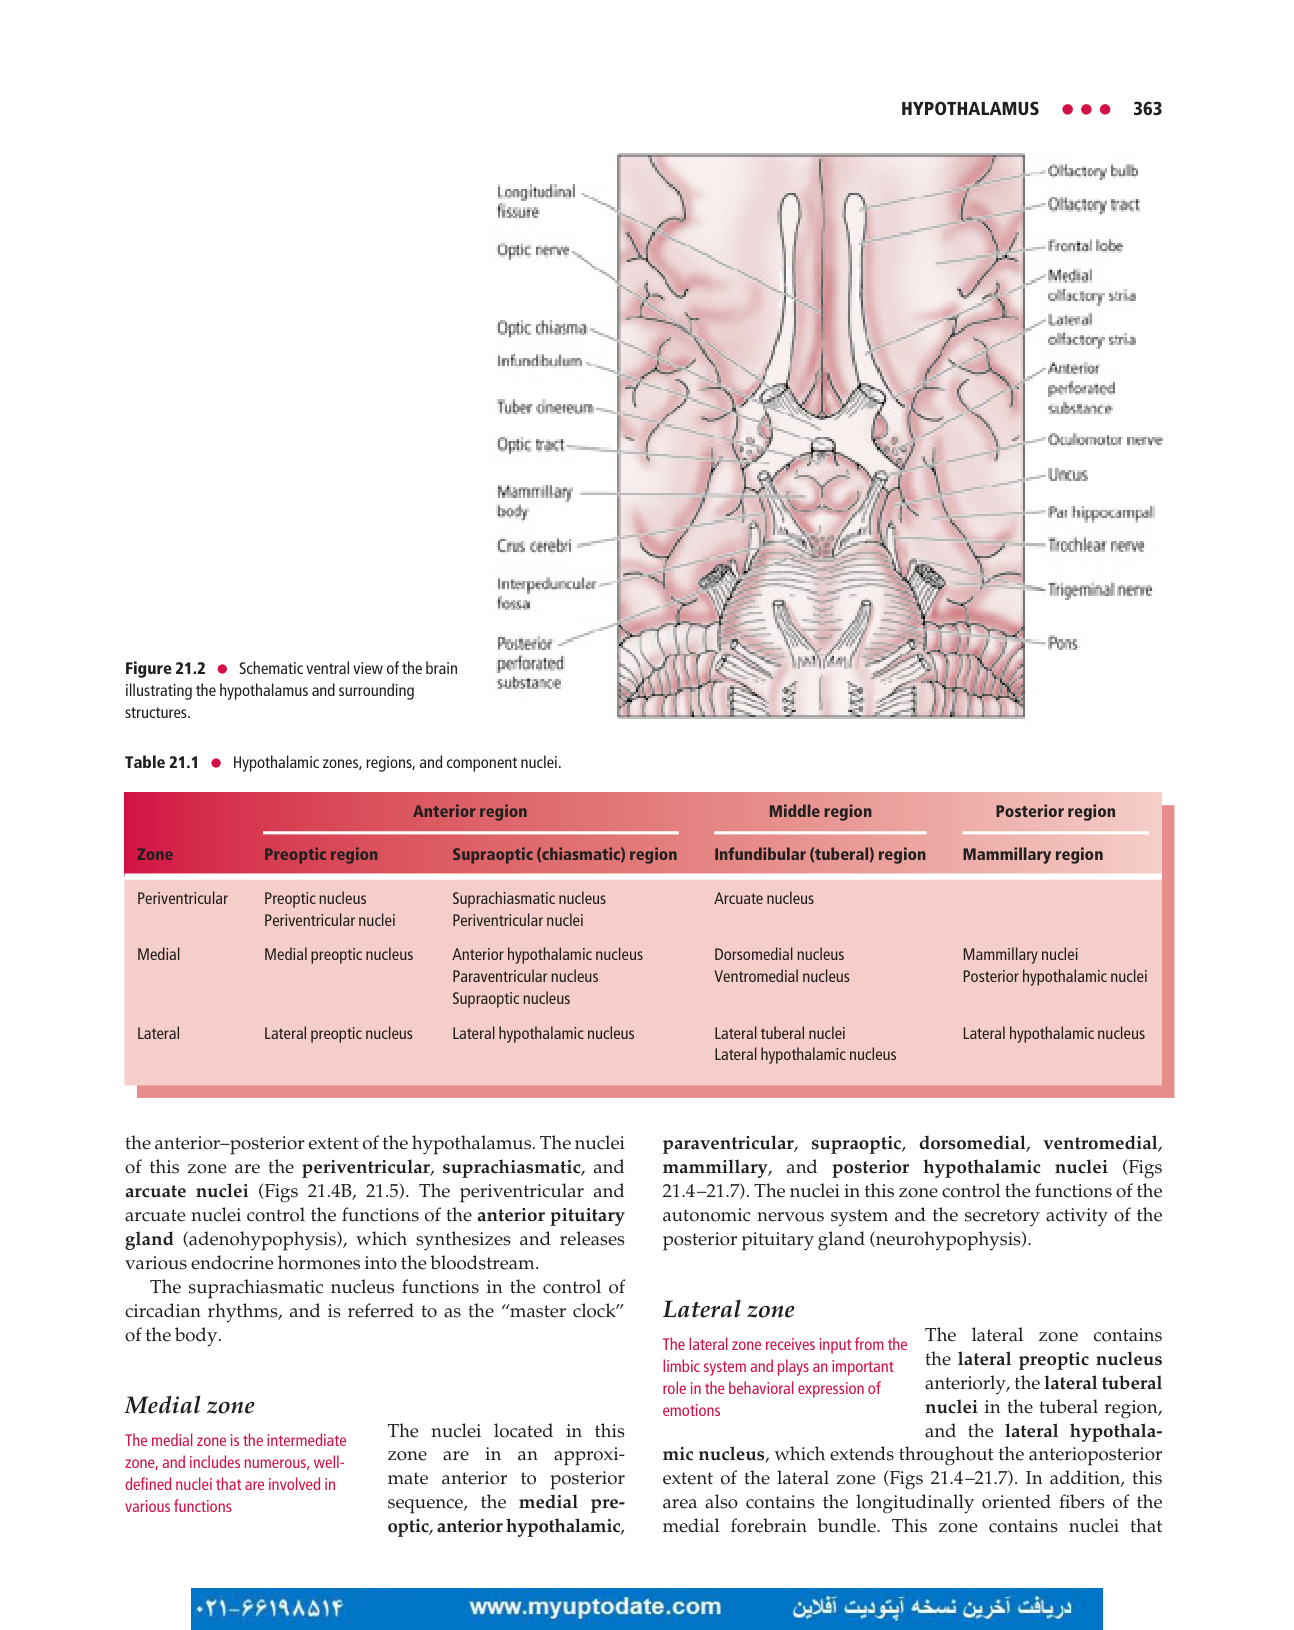 HYPOTHALAMUS ● ● ● 363
Longitudinal
fissure
Optic nerve
Optic chiasma
Infundibulum
Tuber cinereum
Optic tract
Mammillary
body
Crus cerebri
Interpeduncular
fossa
Posterior
perforated
substance
Olfactory bulb
Olfactory tract
Frontal lobe
Medial
olfactory stria
Lateral
olfactory stria
Anterior
perforated
substance
Oculomotor nerve
Uncus
Par hippocampal
Trochlear nerve
Trigeminal nerve
Pons
Figure 21.2 ● Schematic ventral view of the brain
illustrating the hypothalamus and surrounding
structures.
Table 21.1 ● Hypothalamic zones, regions, and component nuclei.
Anterior region Middle region Posterior region
Zone Preoptic region Supraoptic (chiasmatic) region Infundibular (tuberal) region Mammillary region
Periventricular Preoptic nucleus Suprachiasmatic nucleus Arcuate nucleus
Periventricular nuclei Periventricular nuclei
Medial Medial preoptic nucleus Anterior hypothalamic nucleus Dorsomedial nucleus Mammillary nuclei
Paraventricular nucleus Ventromedial nucleus Posterior hypothalamic nuclei
Supraoptic nucleus
Lateral Lateral preoptic nucleus Lateral hypothalamic nucleus Lateral tuberal nuclei Lateral hypothalamic nucleus
Lateral hypothalamic nucleus
the anterior–posterior extent of the hypothalamus. The nuclei
of this zone are the periventricular, suprachiasmatic, and
arcuate nuclei (Figs 21.4B, 21.5). The periventricular and
arcuate nuclei control the functions of the anterior pituitary
gland (adenohypophysis), which synthesizes and releases
various endocrine hormones into the bloodstream.
The suprachiasmatic nucleus functions in the control of
circadian rhythms, and is referred to as the “master clock”
of the body.
Medial zone
The medial zone is the intermediate
zone, and includes numerous, well-
defined nuclei that are involved in
various functions
The nuclei located in this
zone are in an approxi-
mate anterior to posterior
sequence, the medial pre-
optic, anterior hypothalamic,
paraventricular, supraoptic, dorsomedial, ventromedial,
mammillary, and posterior hypothalamic nuclei (Figs
21.4–21.7). The nuclei in this zone control the functions of the
autonomic nervous system and the secretory activity of the
posterior pituitary gland (neurohypophysis).
Lateral zone
The lateral zone receives input from the
limbic system and plays an important
role in the behavioral expression of
emotions
The lateral zone contains
the lateral preoptic nucleus
anteriorly, the lateral tuberal
nuclei in the tuberal region,
and the lateral hypothala-
mic nucleus, which extends throughout the anterioposterior
extent of the lateral zone (Figs 21.4–21.7). In addition, this
area also contains the longitudinally oriented fibers of the
medial forebrain bundle. This zone contains nuclei that
۰۲۱-۶۶۱۹۸۵۱۴ www.myuptodate.com دریافت آخرین نسخه آپتودیت آفلاین